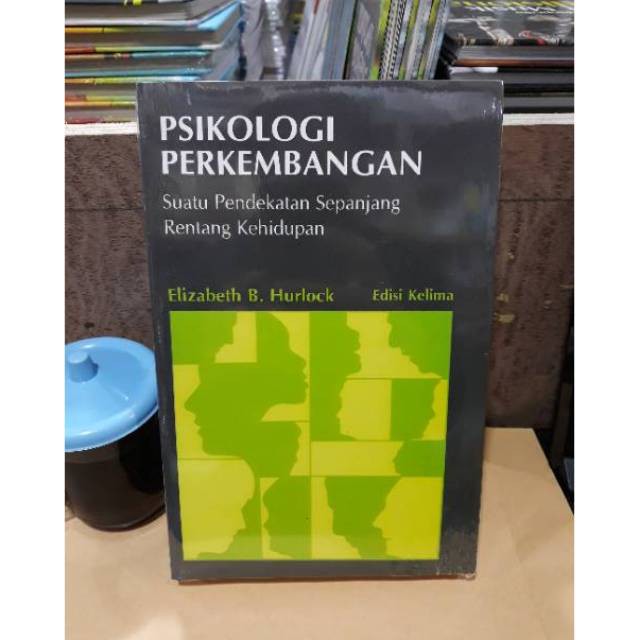 PSIKOLOGI
PERKEMBANGAN
Suatu Pendekatan Sepanjang
Rentang Kehidupan
Elizabeth B. Hurlock Edisi Kelima